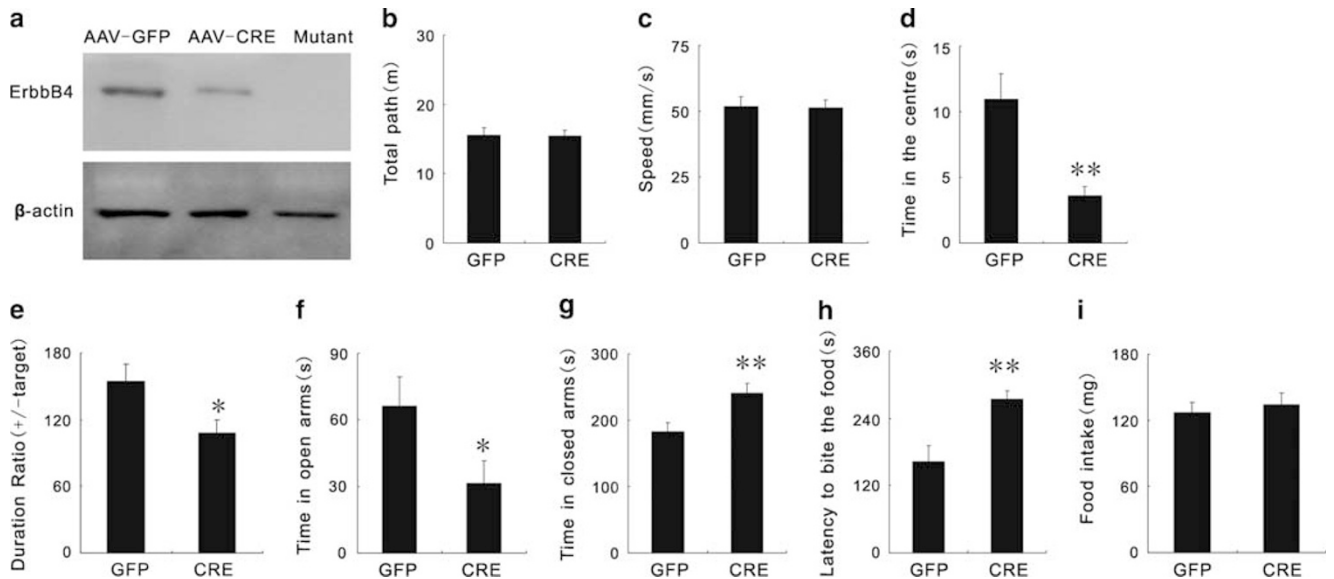 a
AAV-GFP AAV-CRE Mutant
ErbbB4
β-actin
b
Total path(m)
30
20
10
0
GFP CRE
c
Speed(mm/s)
75
50
25
0
GFP CRE
d
Time in the centre(s)
15
10
5
0
**
GFP CRE
e
Duration Ratio(+/-target)
180
120
60
0
*
GFP CRE
f
Time in open arms(s)
90
60
30
0
*
GFP CRE
g
Time in closed arms(s)
300
200
100
0
**
GFP CRE
h
Latency to bite the food(s)
360
240
120
0
**
GFP CRE
i
Food intake(mg)
180
120
60
0
GFP CRE